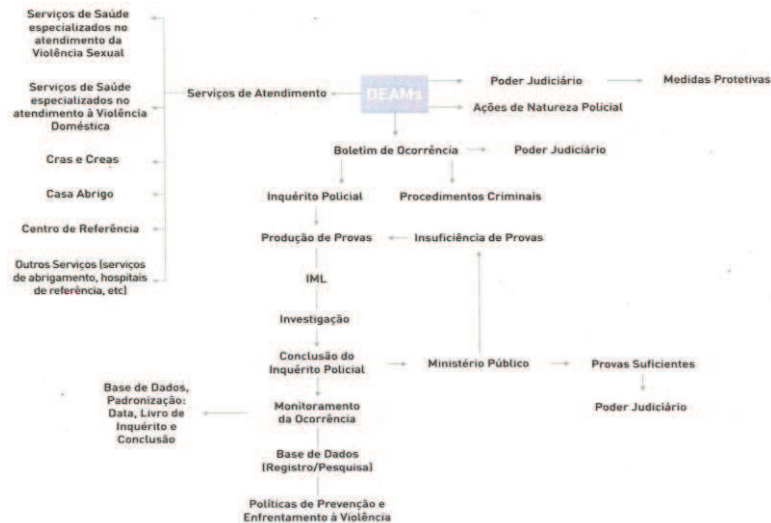 Serviços de Saúde
especializados no
atendimento da
Violência Sexual
Serviços de Saúde
especializados no
atendimento à Violência
Doméstica
Cras e Creas
Casa Abrigo
Centro de Referência
Outros Serviços (serviços
de abrigamento, hospitais
de referência, etc)
Serviços de Atendimento
DEAMs
Poder Judiciário
Medidas Protetivas
Ações de Natureza Policial
Boletim de Ocorrência
Poder Judiciário
Inquérito Policial
Procedimentos Criminais
Produção de Provas
Insuficiência de Provas
IML
Investigação
Conclusão do
Inquérito Policial
Ministério Público
Provas Suficientes
Poder Judiciário
Base de Dados,
Padronização:
Data, Livro de
Inquérito e
Conclusão
Monitoramento
da Ocorrência
Base de Dados
(Registro/Pesquisa)
Políticas de Prevenção e
Enfrentamento à Violência